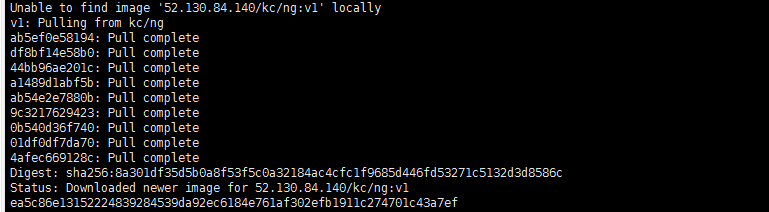 Unable to find image '52.130.84.140/kc/ng:v1' locally
v1: Pulling from kc/ng
ab5ef0e58194: Pull complete
df8bf14e58b0: Pull complete
44bb96ae201c: Pull complete
a1489d1abf5b: Pull complete
ab54e2e7880b: Pull complete
9c3217629423: Pull complete
0b540d36f740: Pull complete
01df0df7da70: Pull complete
4afec669128c: Pull complete
Digest: sha256:8a301df35d5b0a8f53f5c0a32184ac4cfc1f9685d446fd53271c5132d3d8586c
Status: Downloaded newer image for 52.130.84.140/kc/ng:v1
ea5c86e13152224839284539da92ec6184e761af302efb1911c274701c43a7ef